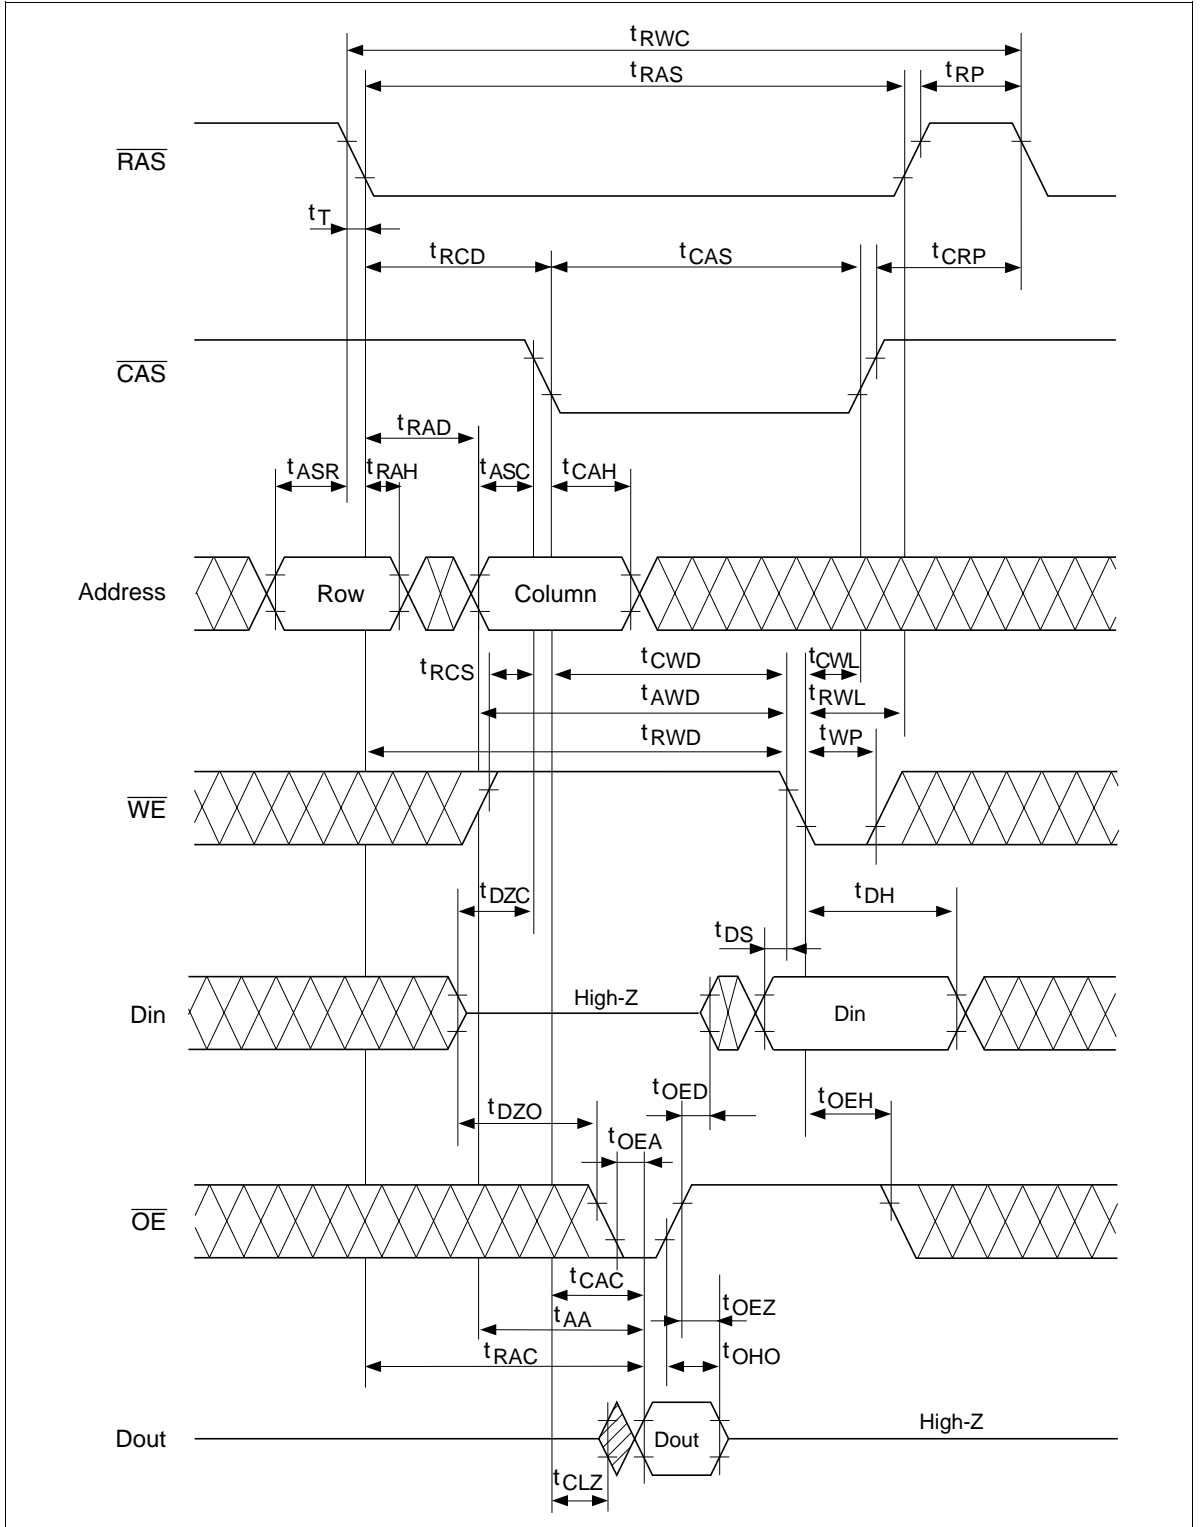 tRWC
tRAS
tRP
RAS
tT
tRCD
tCAS
tCRP
CAS
tRAD
tASR
tRAH
tASC
tCAH
Address
Row
Column
tRCS
tCWD
tCWL
tAWD
tRWL
tRWD
tWP
WE
tDZC
tDH
tDS
Din
High-Z
Din
tOED
tDZO
tOEH
tOEA
OE
tCAC
tOEZ
tAA
tRAC
tOHO
Dout
Dout
High-Z
tCLZ